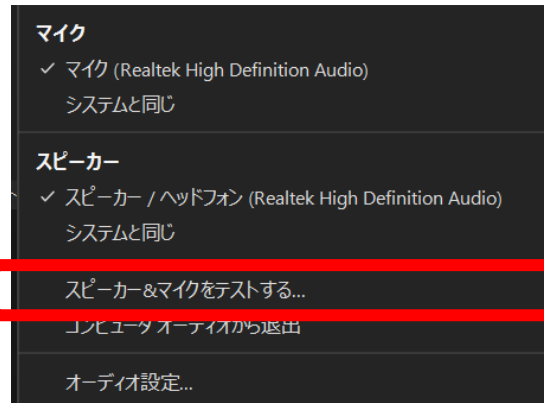 マイク
✓ マイク (Realtek High Definition Audio)
システムと同じ
スピーカー
✓ スピーカー / ヘッドフォン (Realtek High Definition Audio)
システムと同じ
スピーカー&マイクをテストする...
コンピュータ オーディオから退出
オーディオ設定...